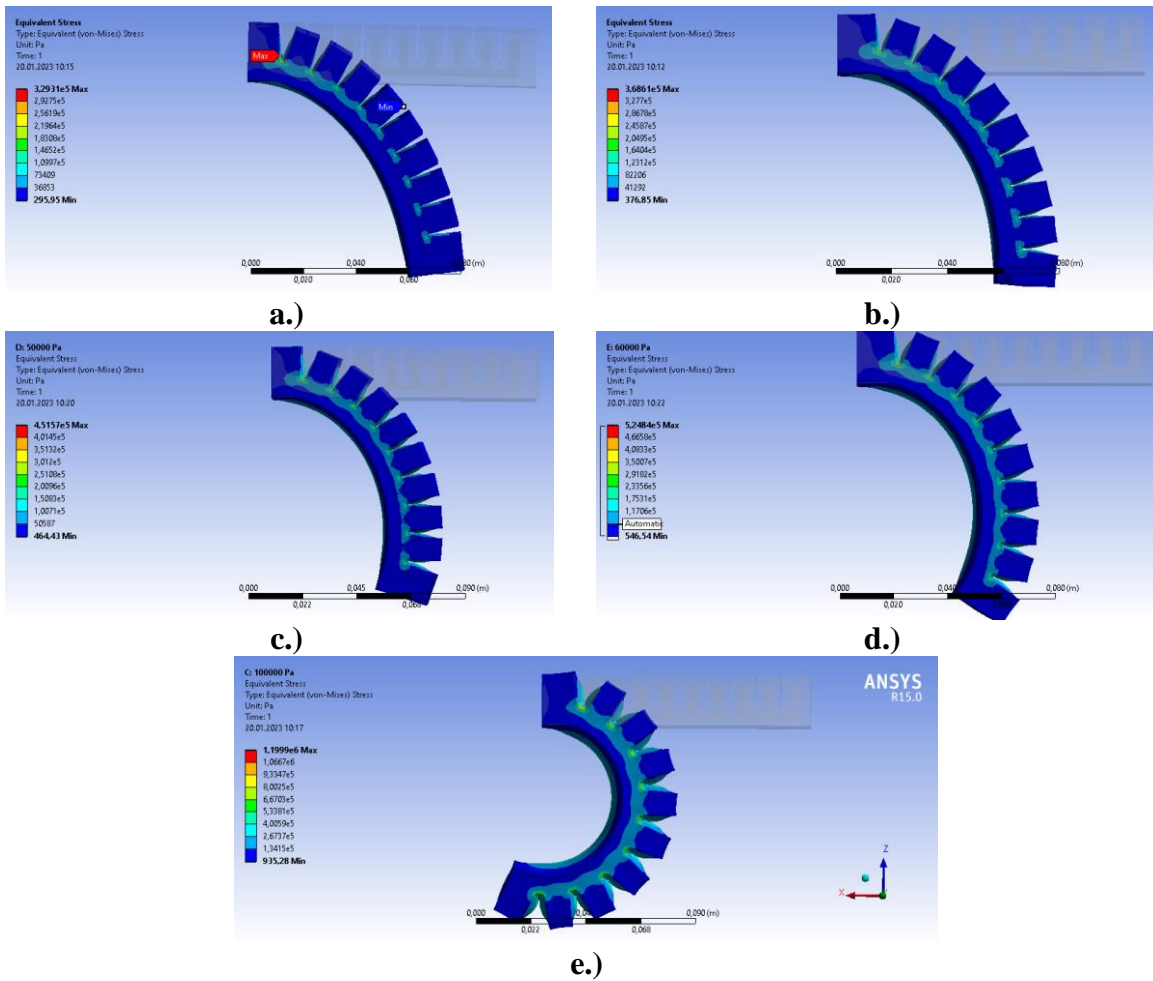 Equivalent Stress
Type: Equivalent (von-Mises) Stress
Unit: Pa
Time: 1
20.01.2023 10:15
3,2931e5 Max
2,9275e5
2,5619e5
2,1964e5
1,8308e5
1,4652e5
1,0997e5
73409
36853
295,95 Min
Max
Min
0,000
0,040
0,080 (m)
0,020
0,060
a.)
Equivalent Stress
Type: Equivalent (von-Mises) Stress
Unit: Pa
Time: 1
20.01.2023 10:12
3,6861e5 Max
3,277e5
2,8678e5
2,4587e5
2,0495e5
1,6404e5
1,2312e5
82206
41292
376,85 Min
0,000
0,040
0,080 (m)
0,020
b.)
D: 50000 Pa
Equivalent Stress
Type: Equivalent (von-Mises) Stress
Unit: Pa
Time: 1
20.01.2023 10:20
4,5157e5 Max
4,0145e5
3,5132e5
3,012e5
2,5108e5
2,0096e5
1,5083e5
1,0071e5
50587
464,43 Min
0,000
0,045
0,090 (m)
0,022
c.)
E: 60000 Pa
Equivalent Stress
Type: Equivalent (von-Mises) Stress
Unit: Pa
Time: 1
20.01.2023 10:22
5,2484e5 Max
4,6658e5
4,0833e5
3,5007e5
2,9182e5
2,3356e5
1,7531e5
1,1706e5
Automatic
546,54 Min
0,000
0,080 (m)
0,020
d.)
C: 100000 Pa
Equivalent Stress
Type: Equivalent (von-Mises) Stress
Unit: Pa
Time: 1
20.01.2023 10:17
1,1999e6 Max
1,0667e6
9,3347e5
8,0025e5
6,6703e5
5,3381e5
4,0059e5
2,6737e5
1,3415e5
935,28 Min
ANSYS
R15.0
Z
X
0,000
0,090 (m)
0,022
0,068
e.)